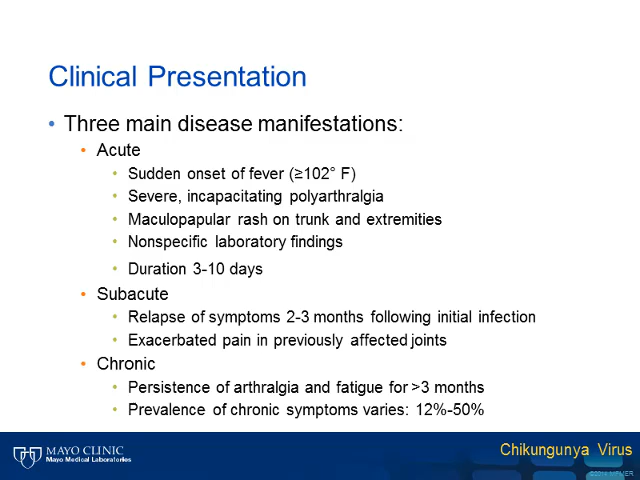 Clinical Presentation
• Three main disease manifestations:
• Acute
• Sudden onset of fever (≥102° F)
• Severe, incapacitating polyarthralgia
• Maculopapular rash on trunk and extremities
• Nonspecific laboratory findings
• Duration 3-10 days
• Subacute
• Relapse of symptoms 2-3 months following initial infection
• Exacerbated pain in previously affected joints
• Chronic
• Persistence of arthralgia and fatigue for >3 months
• Prevalence of chronic symptoms varies: 12%-50%
MAYO CLINIC
Mayo Medical Laboratories
Chikungunya Virus